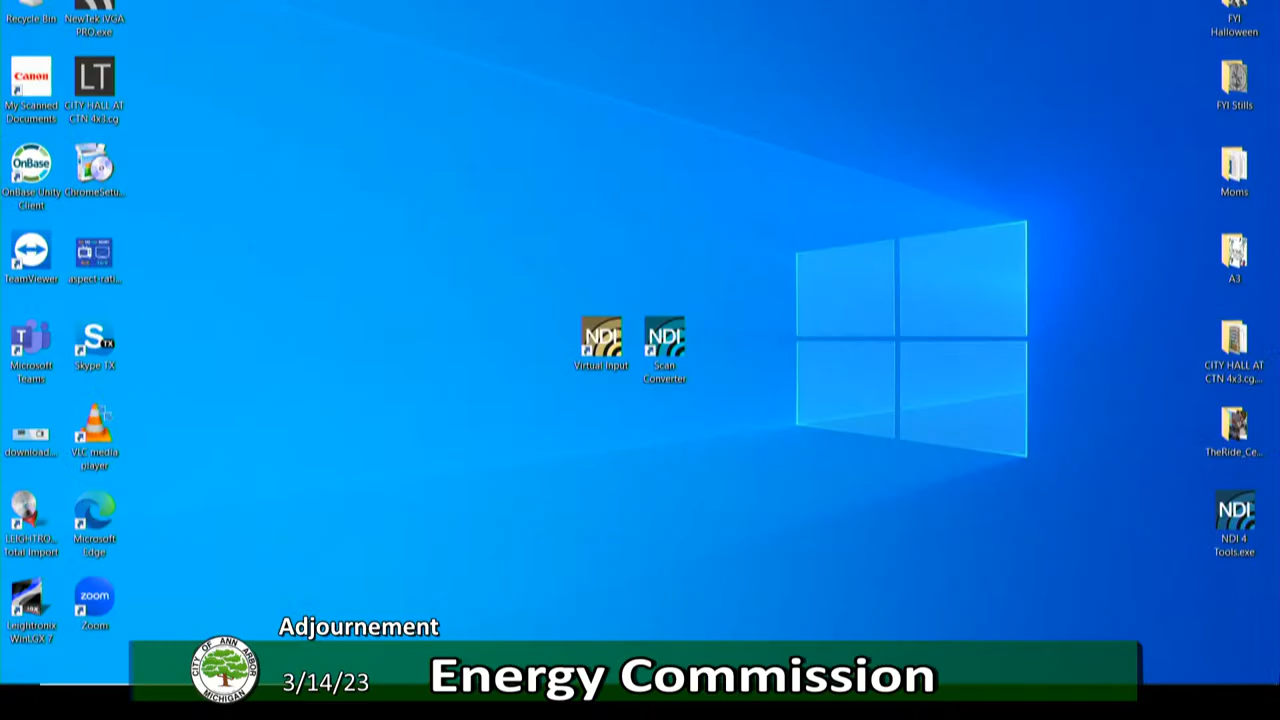 Recycle Bin
NewTek iVGA
PRO.exe
Canon
My Scanned
Documents
LT
CITY HALL AT
CTN 4x3.cg
OnBase
OnBase Unity
Client
ChromeSetu...
TeamViewer
aspect-rati...
T
Microsoft
Teams
S TX
Skype TX
download...
VLC media
player
LEIGHTRO...
Total Import
Microsoft
Edge
Leightronix
WinLGX 7
zoom
Zoom
NDI
Virtual Input
NDI
Scan
Converter
FYI
Halloween
FYI Stills
Moms
A3
CITY HALL AT
CTN 4x3.cg....
TheRide_Ce...
NDI
NDI 4
Tools.exe
Adjournement
CITY OF ANN ARBOR
MICHIGAN
3/14/23
Energy Commission